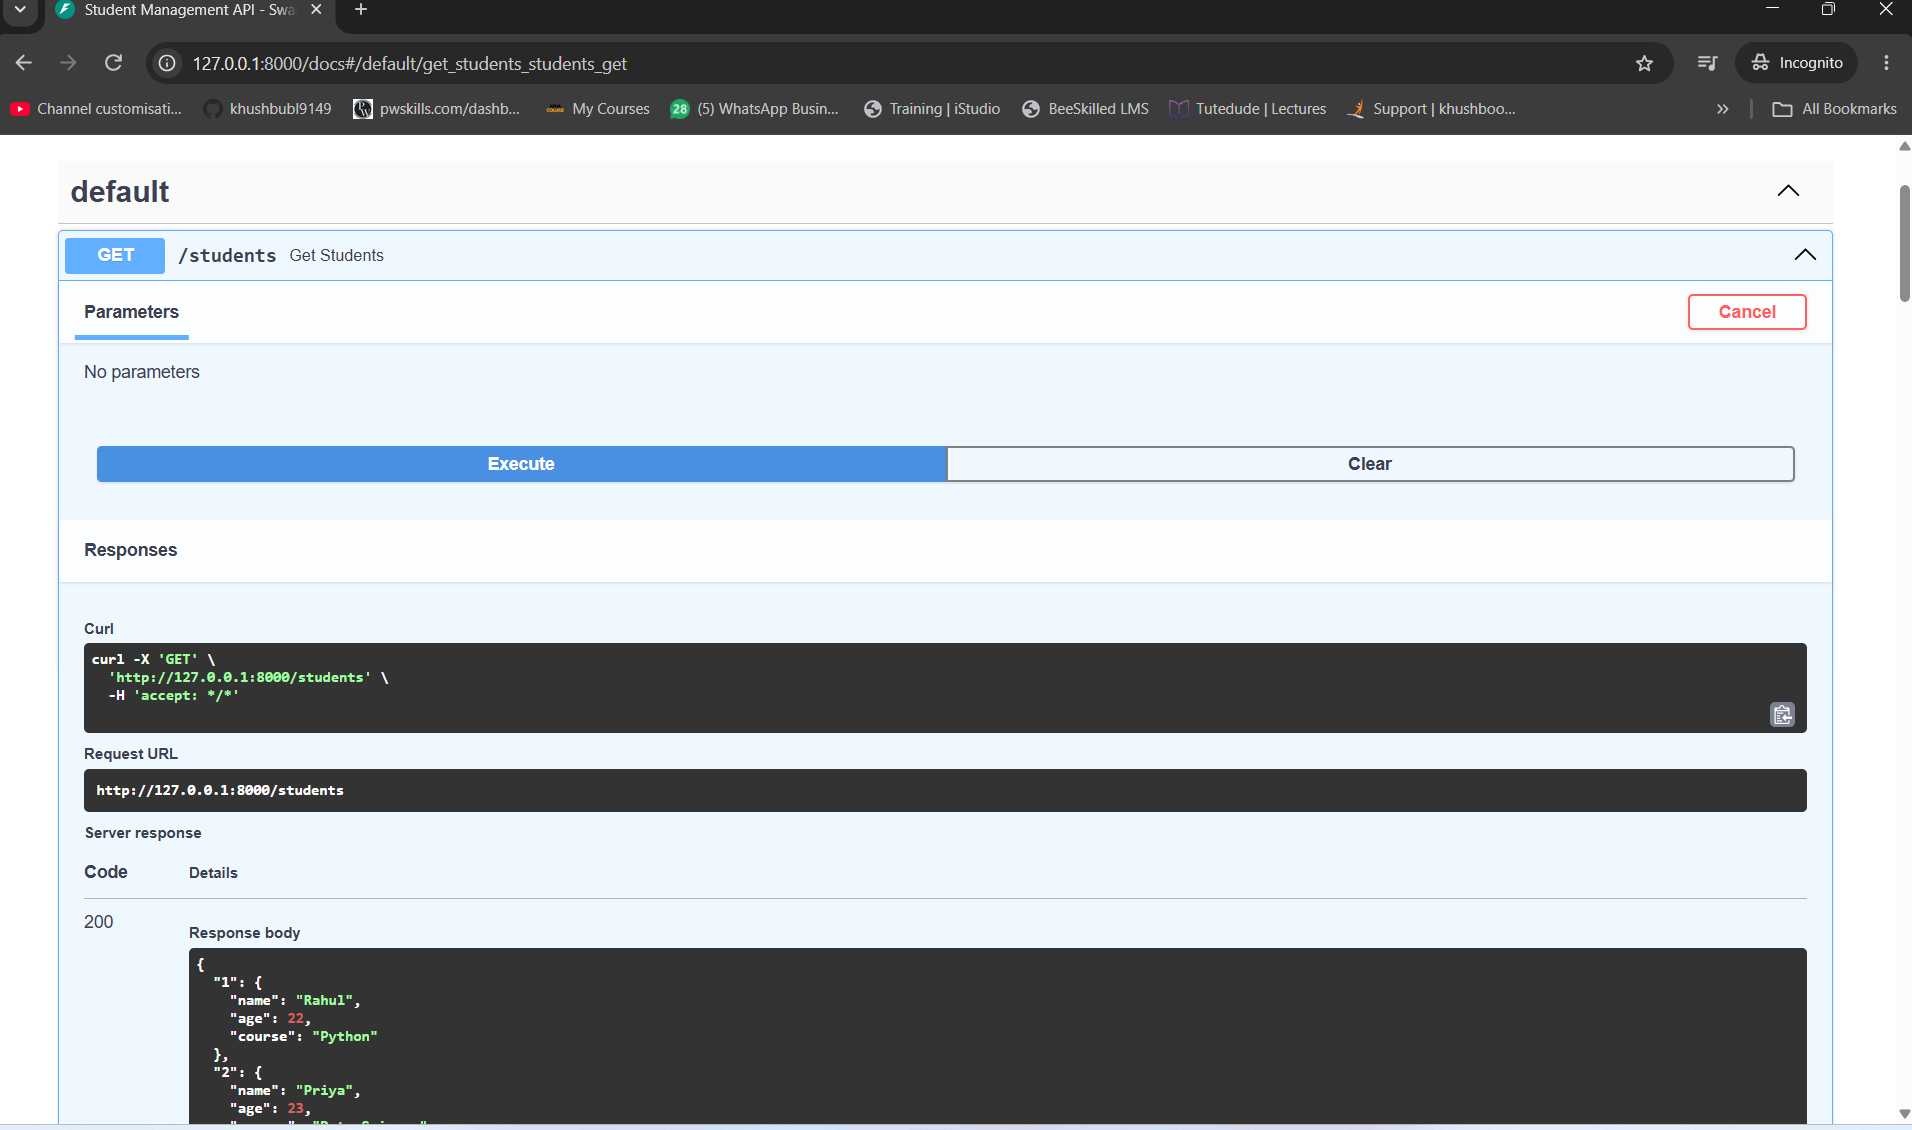 Student Management API - Swa
127.0.0.1:8000/docs#/default/get_students_students_get
Incognito
Channel customisati...
khushbubl9149
pwskills.com/dashb...
My Courses
28
(5) WhatsApp Busin...
Training | iStudio
BeeSkilled LMS
Tutedude | Lectures
Support | khushboo...
»
All Bookmarks
default
GET /students Get Students
Parameters
Cancel
No parameters
Execute
Clear
Responses
Curl
curl -X 'GET' \
'http://127.0.0.1:8000/students' \
-H 'accept: */*'
Request URL
http://127.0.0.1:8000/students
Server response
Code Details
200
Response body
{
"1": {
"name": "Rahul",
"age": 22,
"course": "Python"
},
"2": {
"name": "Priya",
"age": 23,